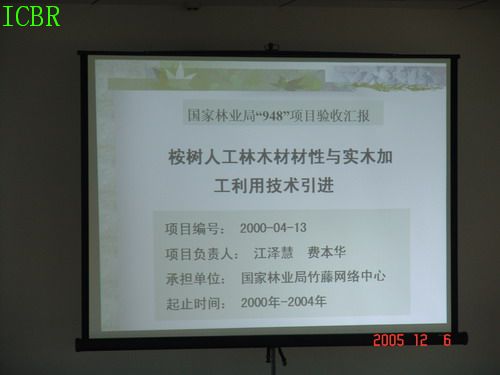 ICBR
国家林业局“948”项目验收汇报
桉树人工林木材材性与实木加
工利用技术引进
项目编号： 2000-04-13
项目负责人： 江泽慧 费本华
承担单位： 国家林业局竹藤网络中心
起止时间： 2000年-2004年
2005 12 6